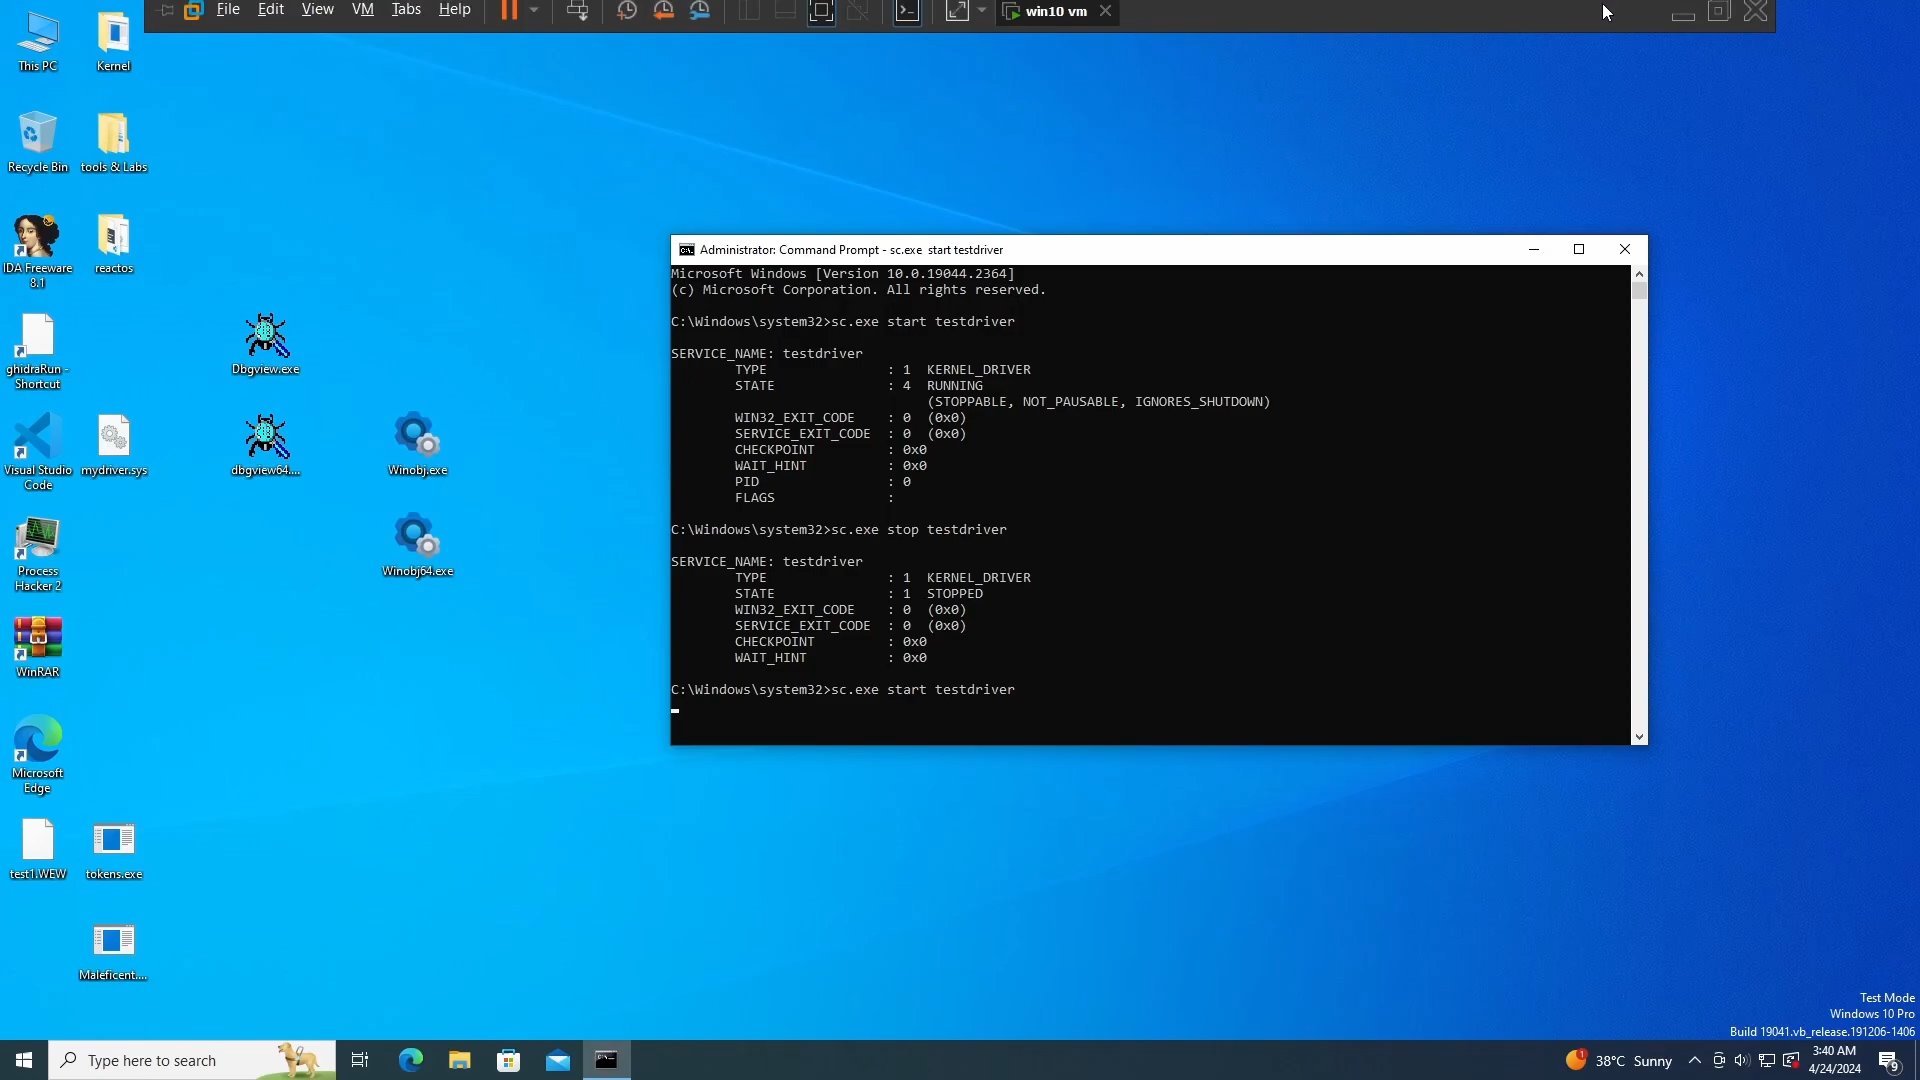 File Edit View VM Tabs Help
win10 vm
This PC
Kernel
Recycle Bin
tools & Labs
IDA Freeware
8.1
reactos
ghidraRun -
Shortcut
Dbgview.exe
Visual Studio
Code
mydriver.sys
dbgview64....
Winobj.exe
Process
Hacker 2
Winobj64.exe
WinRAR
Microsoft
Edge
test1.WEW
tokens.exe
Maleficent....
Administrator: Command Prompt - sc.exe start testdriver
Microsoft Windows [Version 10.0.19044.2364]
(c) Microsoft Corporation. All rights reserved.
C:\Windows\system32>sc.exe start testdriver
SERVICE_NAME: testdriver
TYPE : 1 KERNEL_DRIVER
STATE : 4 RUNNING
(STOPPABLE, NOT_PAUSABLE, IGNORES_SHUTDOWN)
WIN32_EXIT_CODE : 0 (0x0)
SERVICE_EXIT_CODE : 0 (0x0)
CHECKPOINT : 0x0
WAIT_HINT : 0x0
PID : 0
FLAGS :
C:\Windows\system32>sc.exe stop testdriver
SERVICE_NAME: testdriver
TYPE : 1 KERNEL_DRIVER
STATE : 1 STOPPED
WIN32_EXIT_CODE : 0 (0x0)
SERVICE_EXIT_CODE : 0 (0x0)
CHECKPOINT : 0x0
WAIT_HINT : 0x0
C:\Windows\system32>sc.exe start testdriver
Test Mode
Windows 10 Pro
Build 19041.vb_release.191206-1406
Type here to search
1
38°C Sunny
3:40 AM
4/24/2024
9